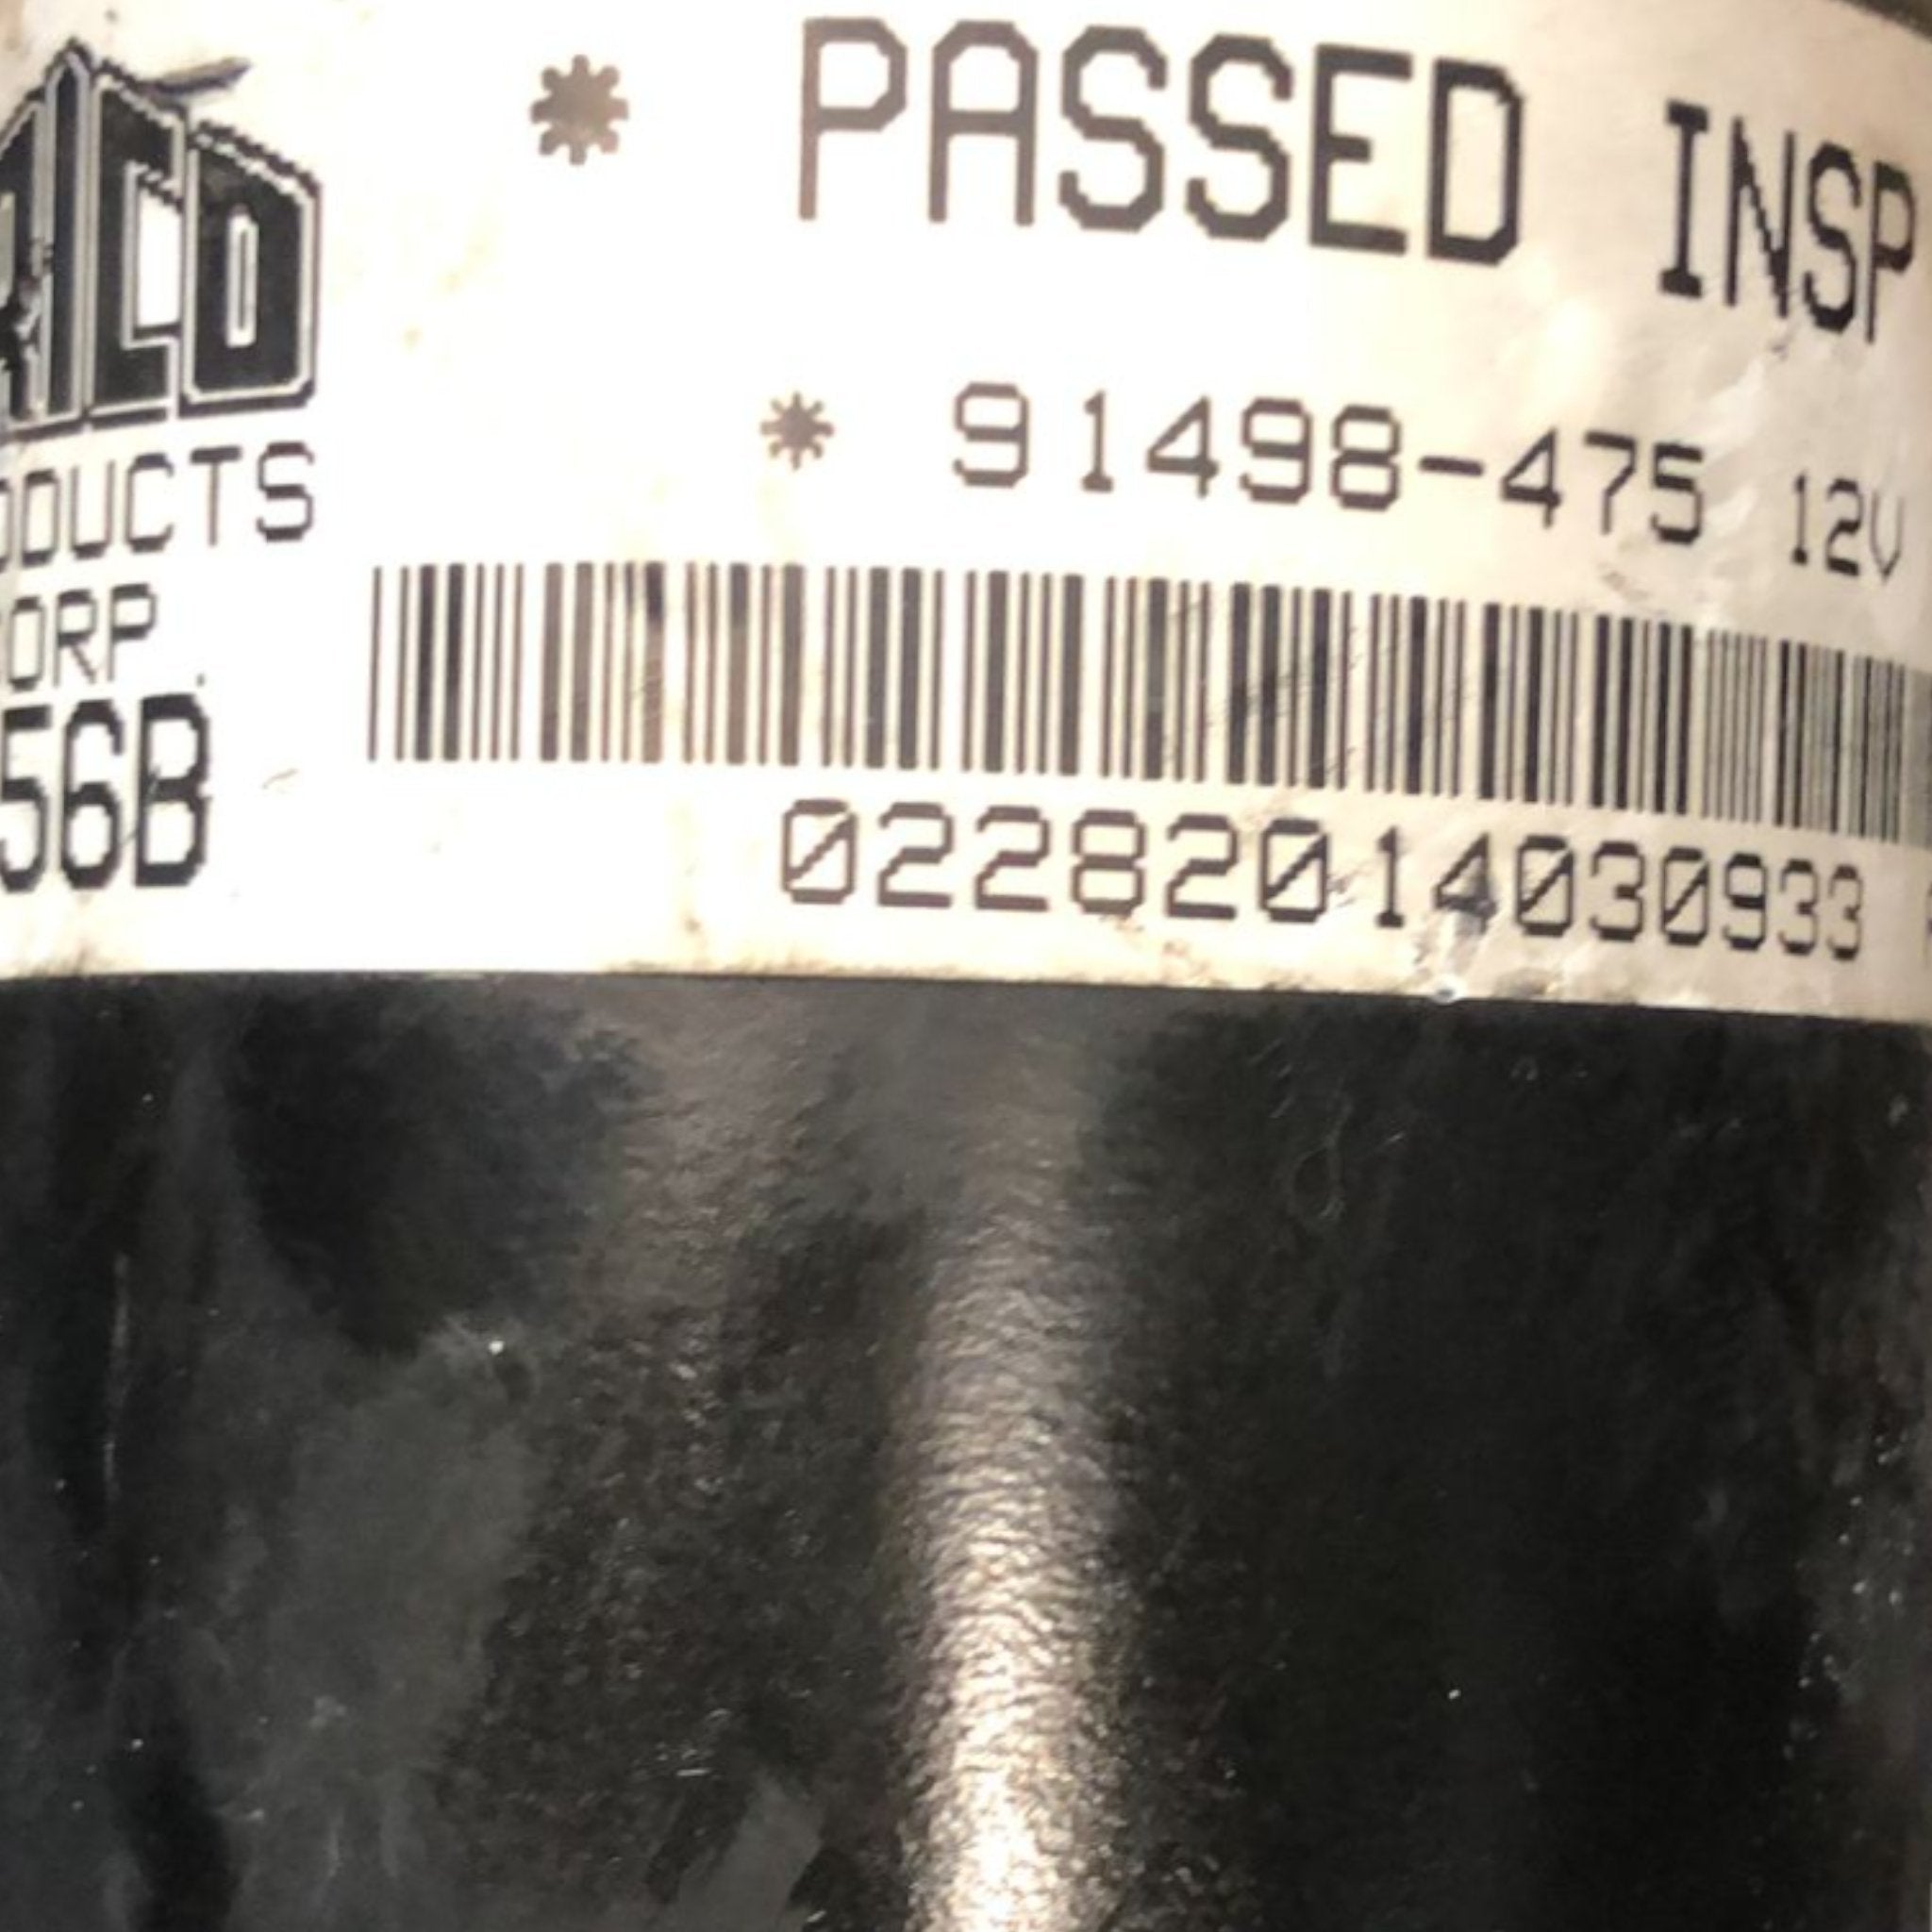 * PASSED INSP
* 91498-475 12V
ODUCTS
ORP.
56B
02282014030933